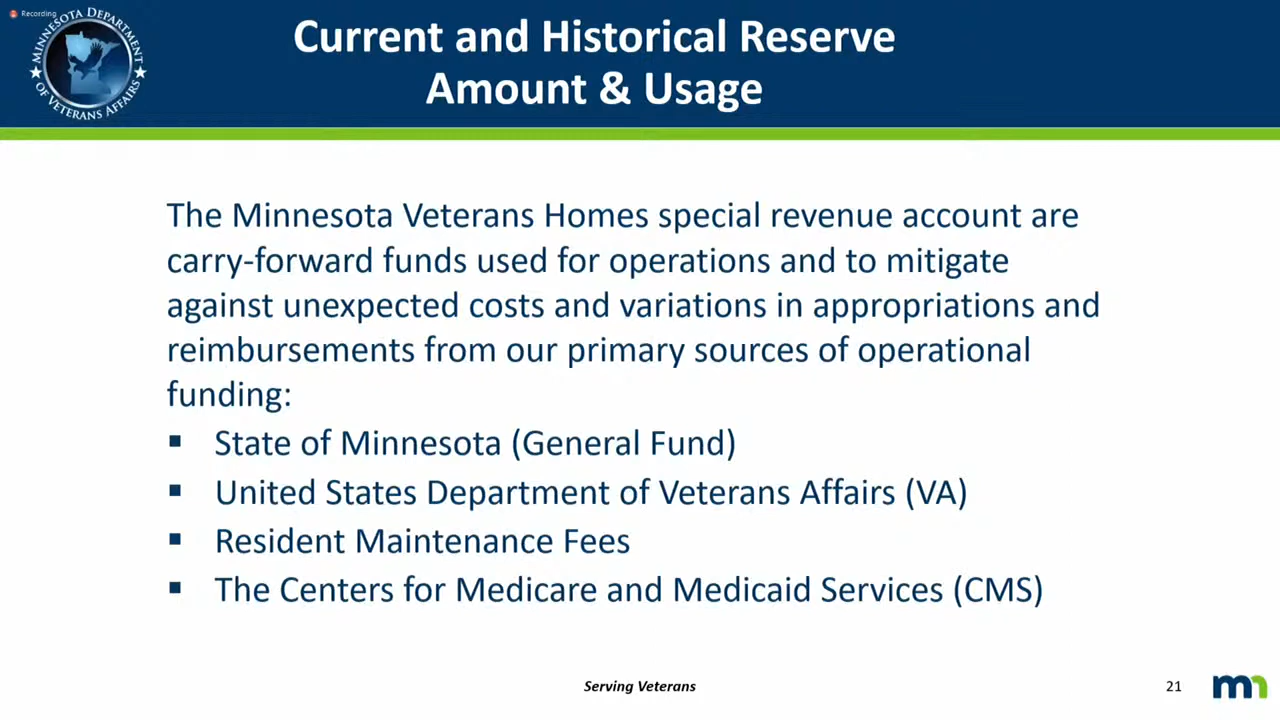 Recording
MINNESOTA DEPARTMENT
OF VETERANS AFFAIRS
Current and Historical Reserve
Amount & Usage
The Minnesota Veterans Homes special revenue account are
carry-forward funds used for operations and to mitigate
against unexpected costs and variations in appropriations and
reimbursements from our primary sources of operational
funding:
▪ State of Minnesota (General Fund)
▪ United States Department of Veterans Affairs (VA)
▪ Resident Maintenance Fees
▪ The Centers for Medicare and Medicaid Services (CMS)
Serving Veterans
21
mn